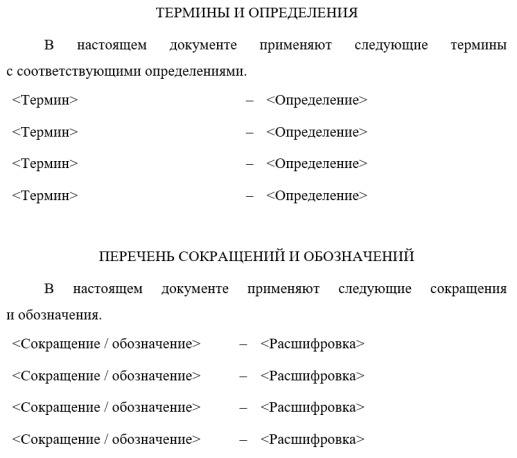 ТЕРМИНЫ И ОПРЕДЕЛЕНИЯ
В настоящем документе применяют следующие термины
с соответствующими определениями.
<Термин> – <Определение>
<Термин> – <Определение>
<Термин> – <Определение>
<Термин> – <Определение>
ПЕРЕЧЕНЬ СОКРАЩЕНИЙ И ОБОЗНАЧЕНИЙ
В настоящем документе применяют следующие сокращения
и обозначения.
<Сокращение / обозначение> – <Расшифровка>
<Сокращение / обозначение> – <Расшифровка>
<Сокращение / обозначение> – <Расшифровка>
<Сокращение / обозначение> – <Расшифровка>